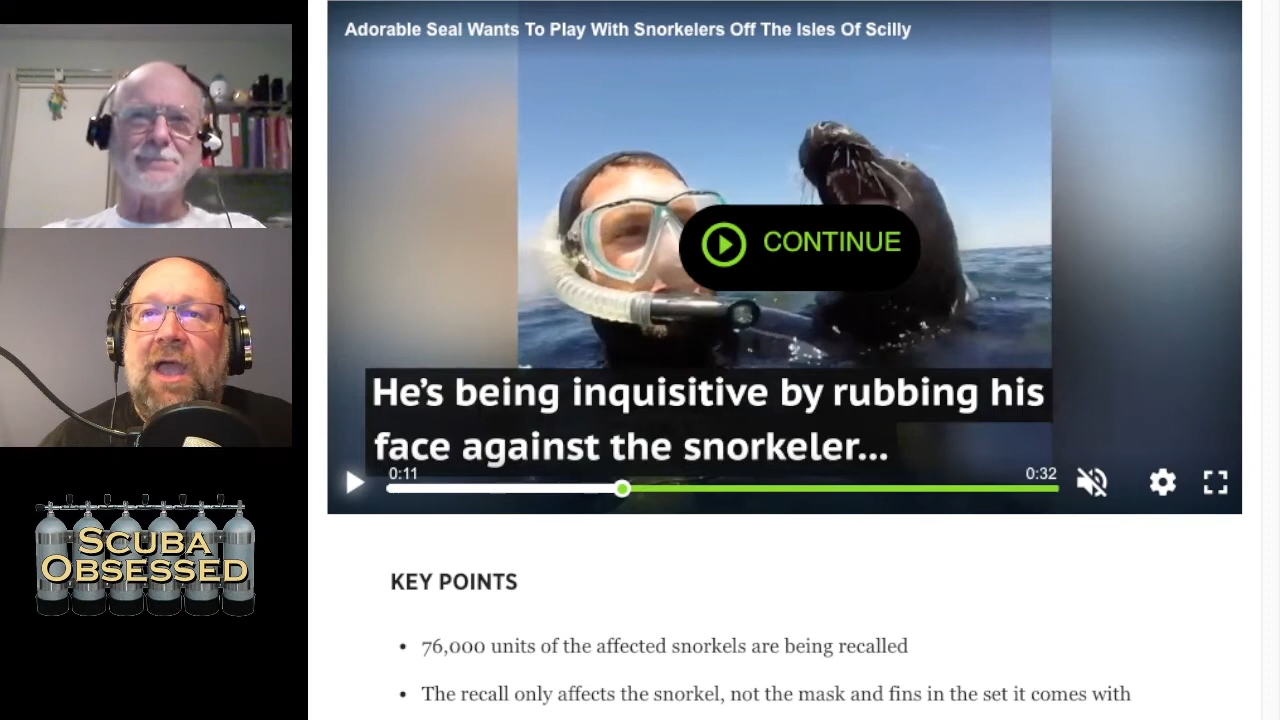 Adorable Seal Wants To Play With Snorkelers Off The Isles Of Scilly
CONTINUE
He's being inquisitive by rubbing his
face against the snorkeler...
0:11
0:32
SCUBA
OBSESSED
KEY POINTS
• 76,000 units of the affected snorkels are being recalled
• The recall only affects the snorkel, not the mask and fins in the set it comes with